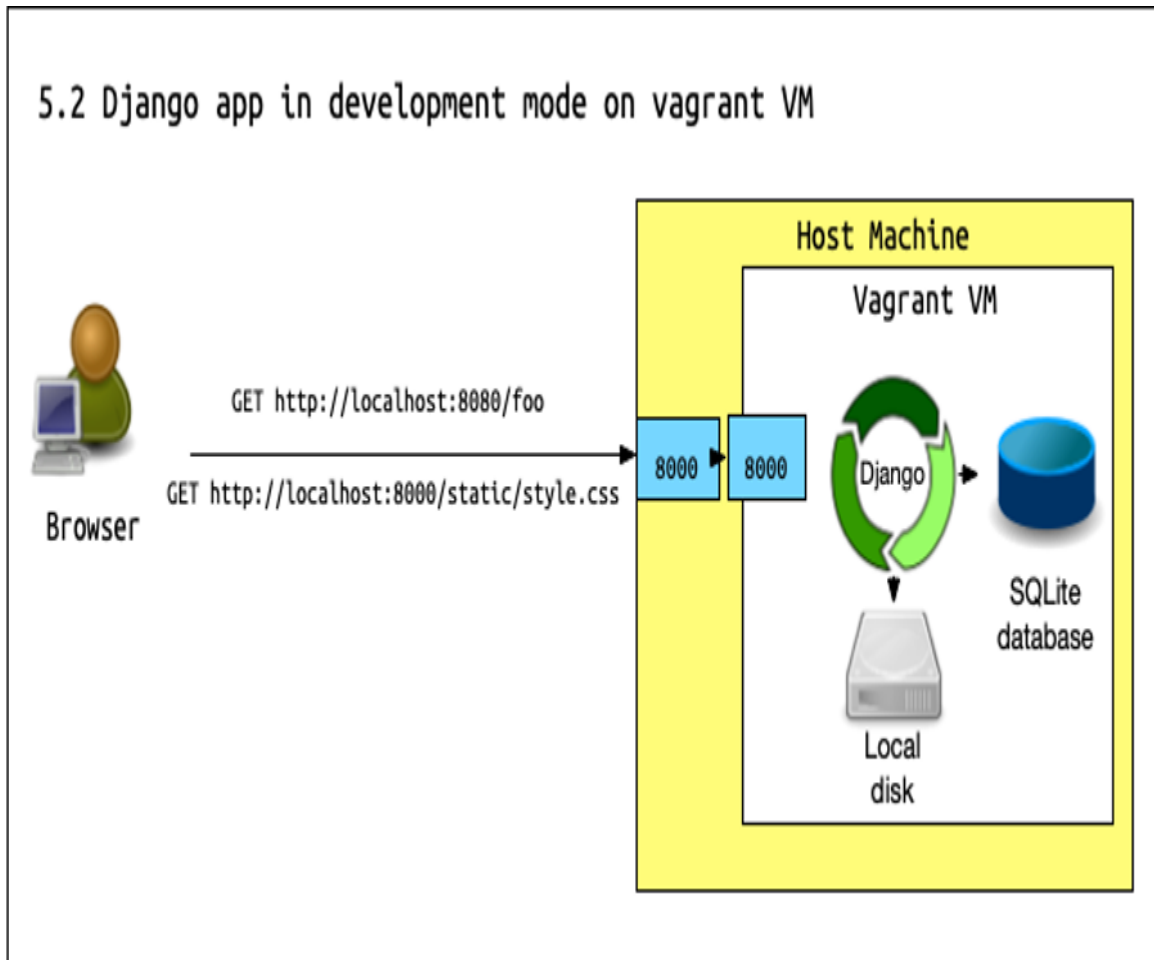 5.2 Django app in development mode on vagrant VM
Host Machine
Vagrant VM
GET http://localhost:8080/foo
GET http://localhost:8000/static/style.css
Browser
8000
8000
Django
SQLite
database
Local
disk